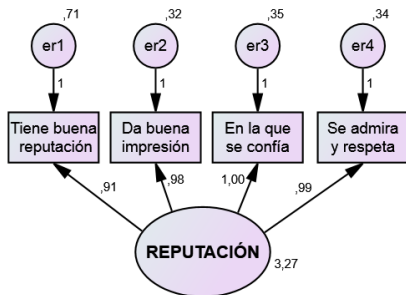 ,71
,32
,35
,34
er1
er2
er3
er4
1
1
1
1
Tiene buena
reputación
Da buena
impresión
En la que
se confía
Se admira
y respeta
,91
,98
1,00
,99
REPUTACIÓN
3,27